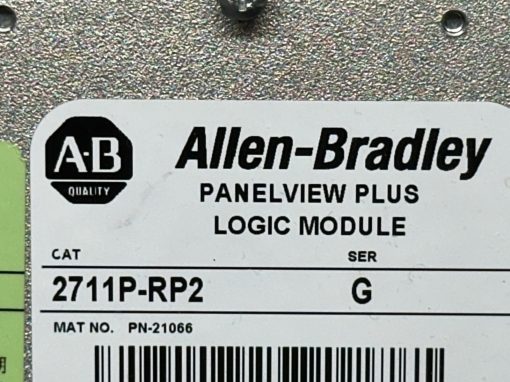 A·B
QUALITY
Allen-Bradley
PANELVIEW PLUS
LOGIC MODULE
CAT SER
2711P-RP2 G
MAT NO. PN-21066